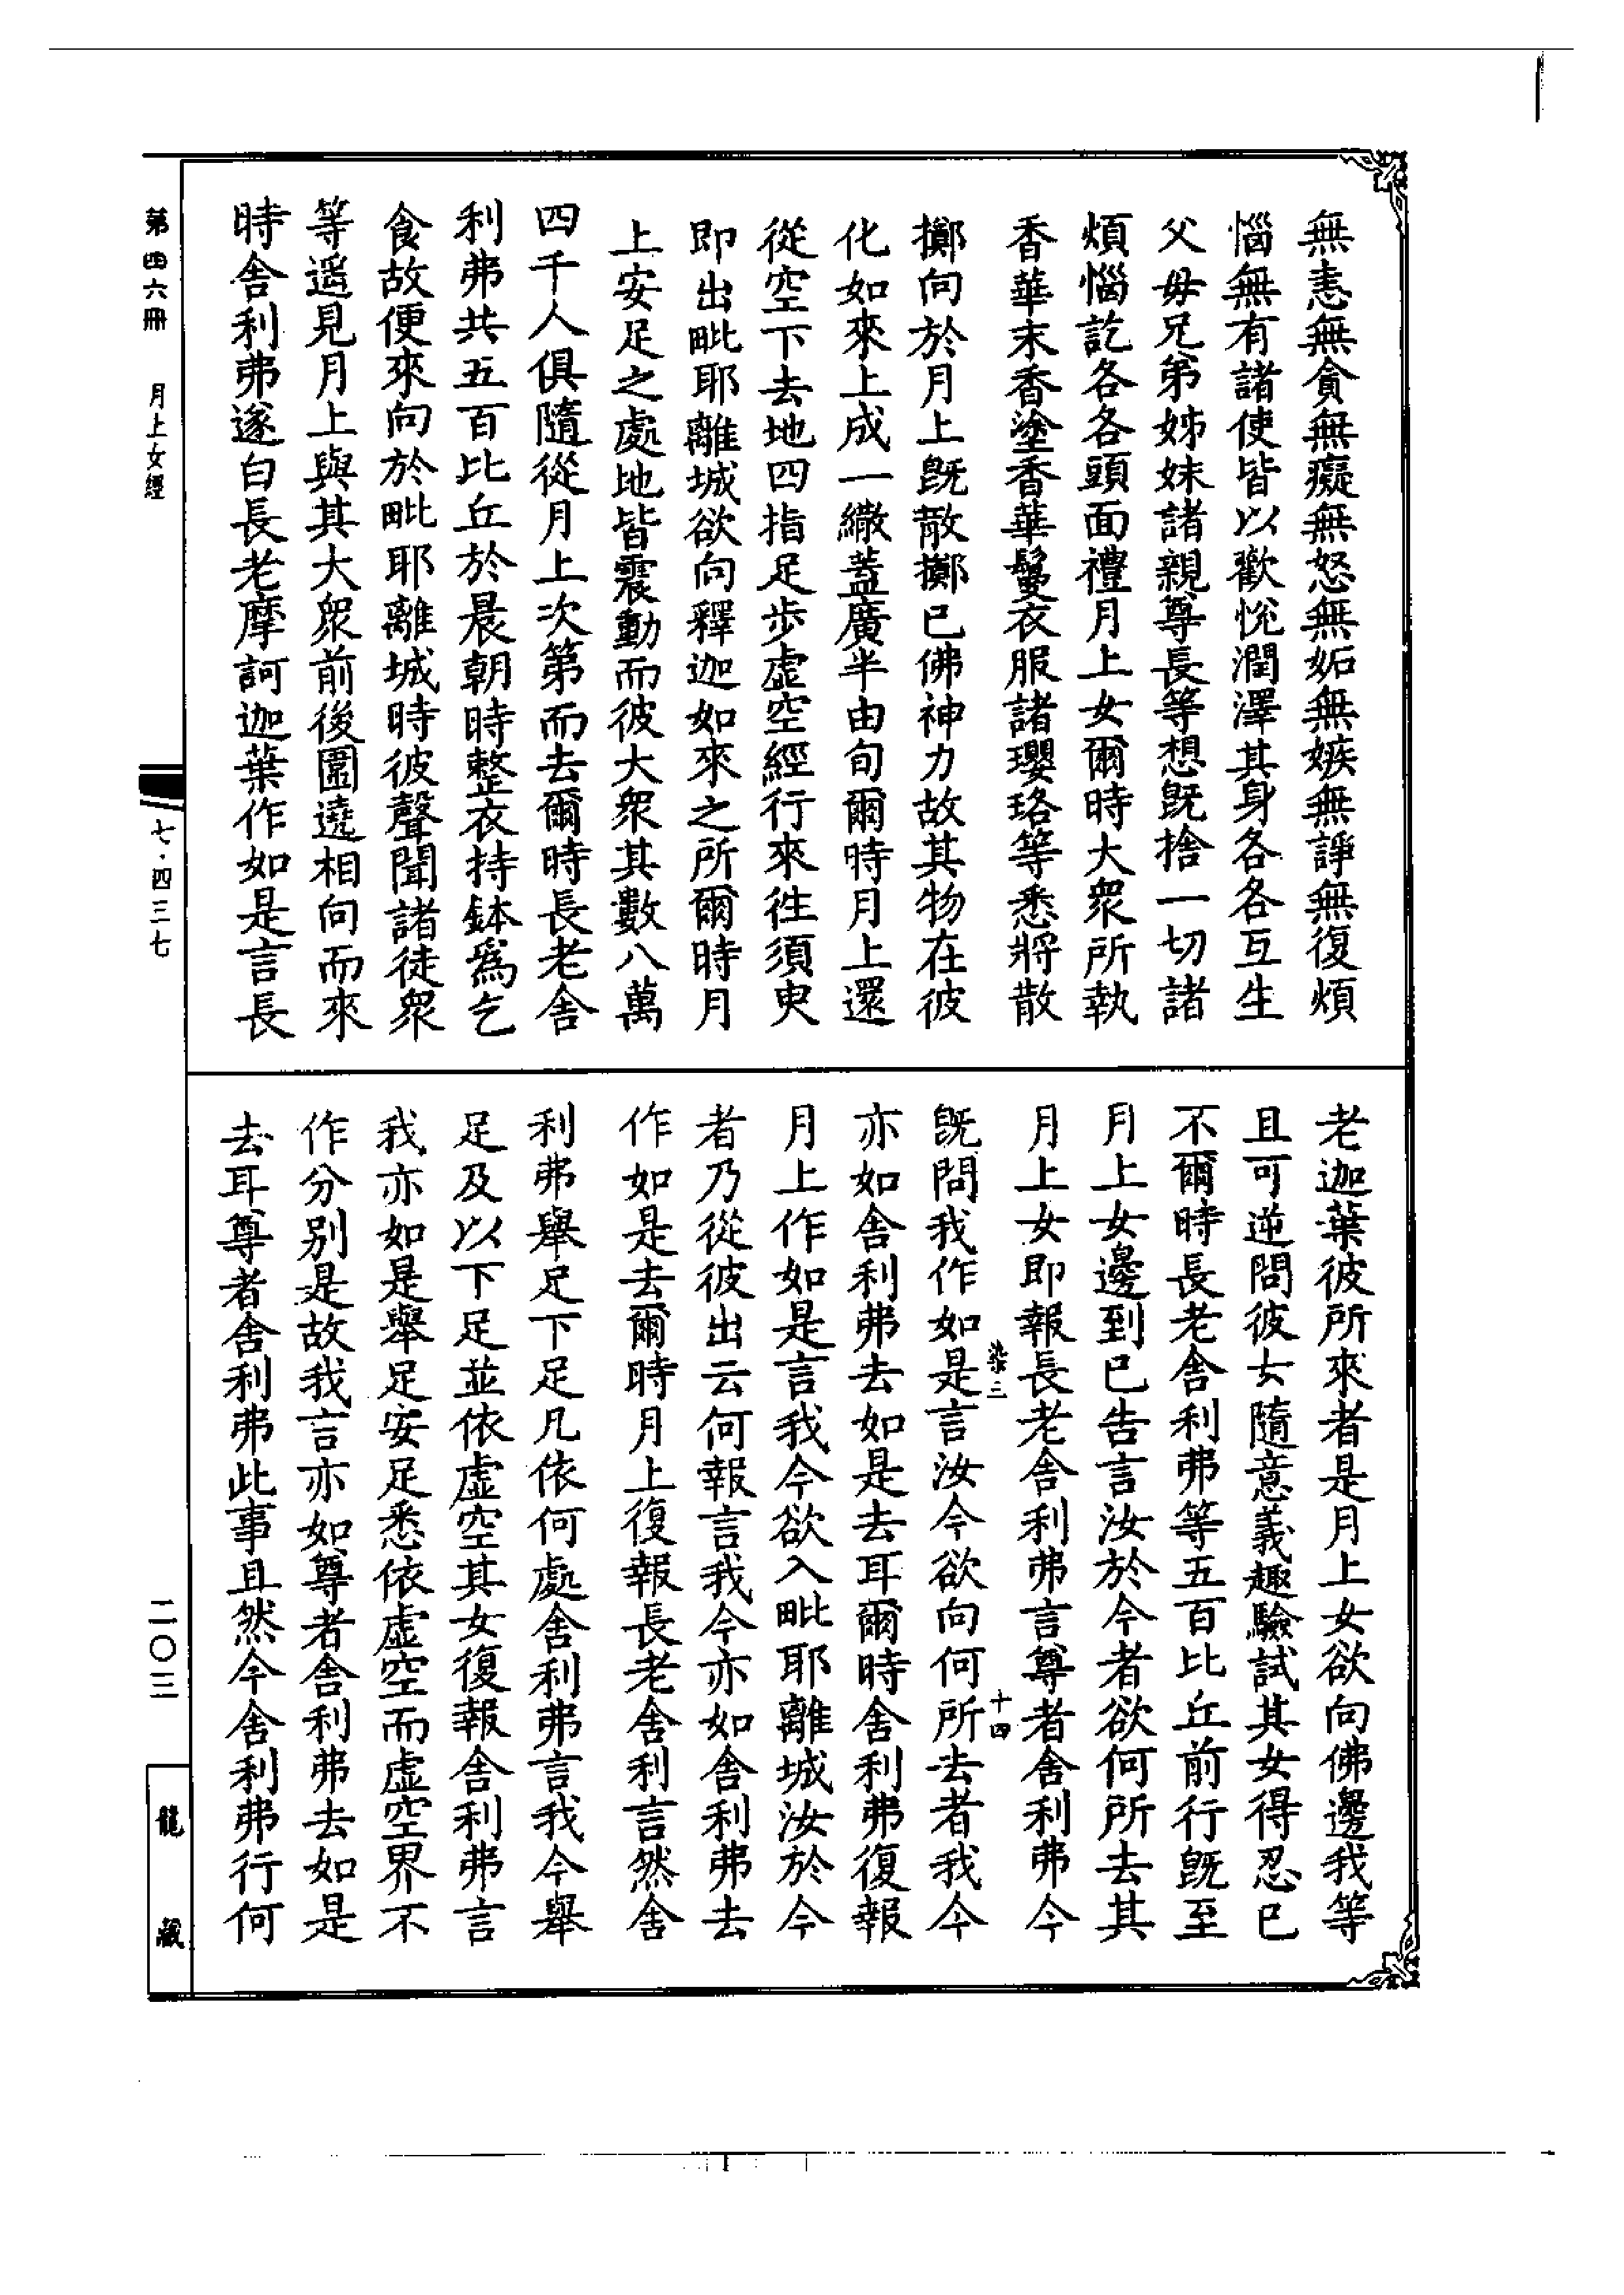 無恚無貪無癡無怒無妬無嫉無諍無復煩
惱無有諸使皆以歡悅潤澤其身各各互生
父母兄弟姊妹諸親尊長等想旣捨一切諸
煩惱訖各各頭面禮月上女爾時大衆所執
香華末香塗香華鬘衣服諸瓔珞等悉將散
擲向於月上旣散擲已佛神力故其物在彼
化如來上成一繖蓋廣半由旬爾時月上還
從空下去地四指足步虛空經行來往須臾
即出毗耶離城欲向釋迦如來之所爾時月
上安足之處地皆震動而彼大衆其數八萬
四千人俱隨從月上次第而去爾時長老舍
利弗共五百比丘於晨朝時整衣持鉢爲乞
食故便來向於毗耶離城時彼聲聞諸徒衆
等遥見月上與其大衆前後圍遶相向而來
時舍利弗遂白長老摩訶迦葉作如是言長
老迦葉彼所來者是月上女欲向佛邊我等
且可逆問彼女隨意義趣驗試其女得忍已
不爾時長老舍利弗等五百比丘前行旣至
月上女邊到已告言汝於今者欲何所去其
月上女即報長老舍利弗言尊者舍利弗今
染三 十四
旣問我作如是言汝今欲向何所去者我今
亦如舍利弗去如是去耳爾時舍利弗復報
月上作如是言我今欲入毗耶離城汝於今
者乃從彼出云何報言我今亦如舍利弗去
作如是去爾時月上復報長老舍利言然舍
利弗舉足下足凡依何處舍利弗言我今舉
足及以下足並依虛空其女復報舍利弗言
我亦如是舉足安足悉依虛空而虛空界不
作分別是故我言亦如尊者舍利弗去如是
去耳尊者舍利弗此事且然今舍利弗行何
第四六冊 月上女經
七·四三七
二〇三
龍藏